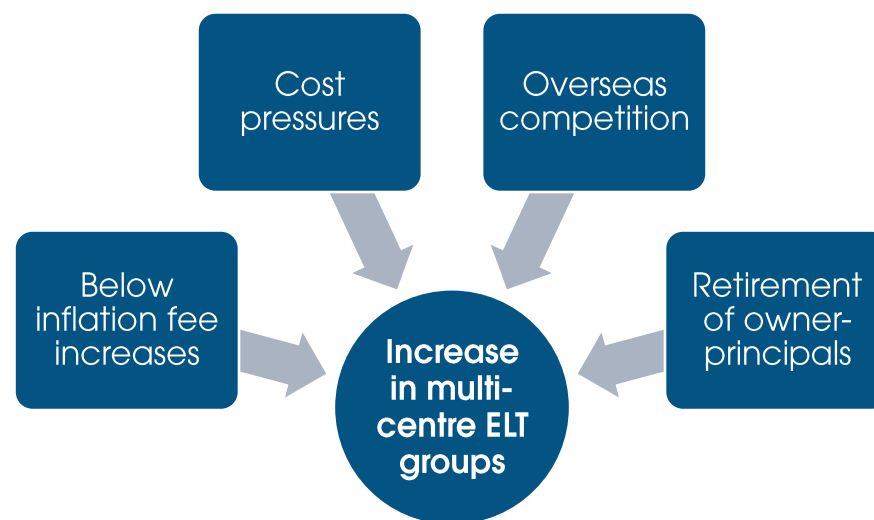 Cost
pressures
Overseas
competition
Below
inflation fee
increases
Retirement
of owner-
principals
Increase
in multi-
centre ELT
groups